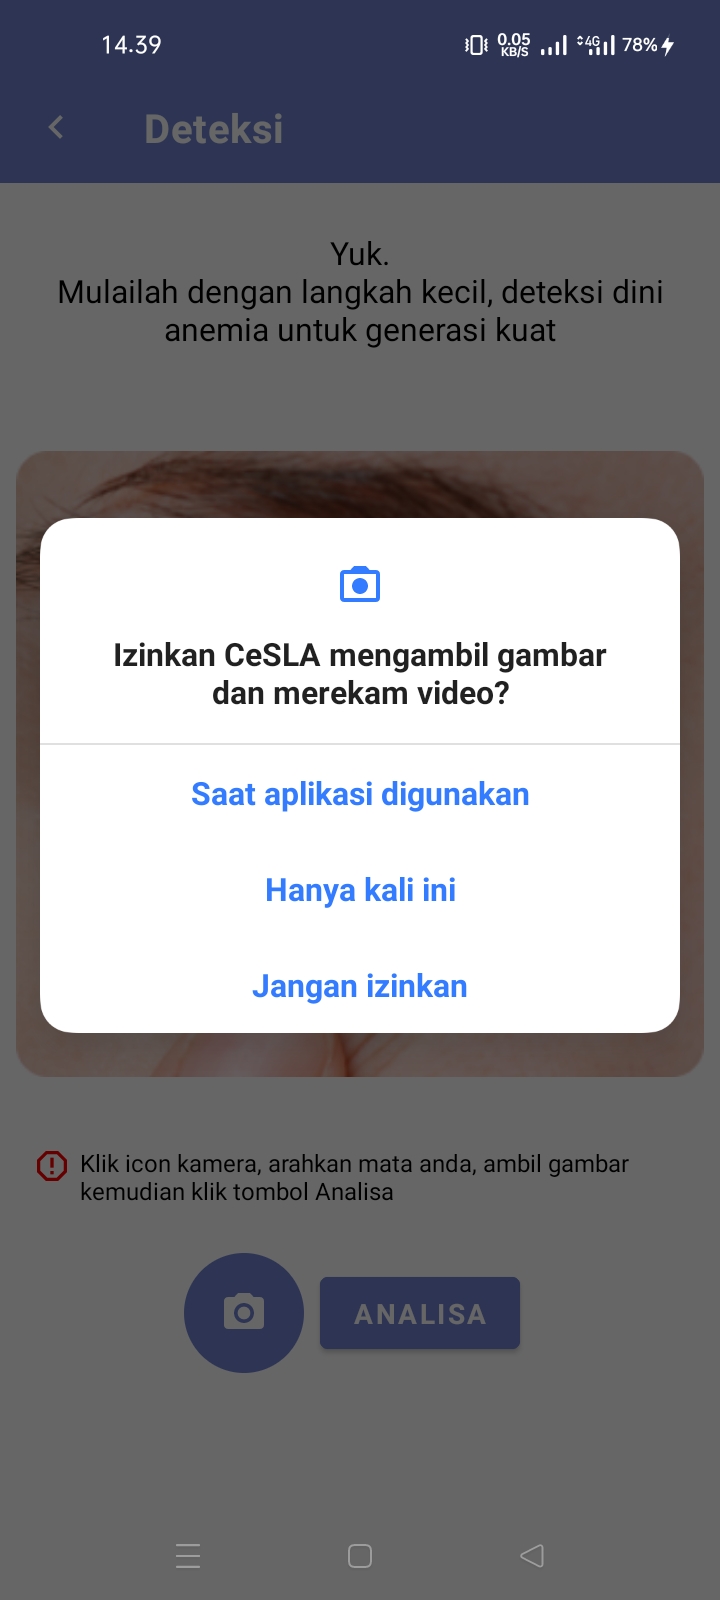 14.39
0.05
KB/S
4G
78%
Deteksi
Yuk.
Mulailah dengan langkah kecil, deteksi dini
anemia untuk generasi kuat
Izinkan CeSLA mengambil gambar
dan merekam video?
Saat aplikasi digunakan
Hanya kali ini
Jangan izinkan
Klik icon kamera, arahkan mata anda, ambil gambar
kemudian klik tombol Analisa
ANALISA